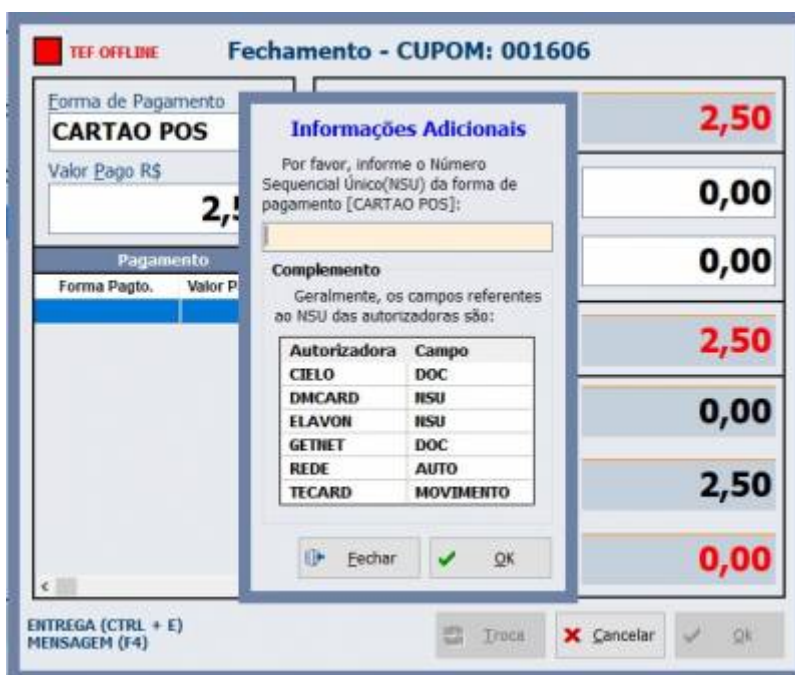 TEF OFFLINE
Fechamento - CUPOM: 001606
Forma de Pagamento
CARTAO POS
Valor Pago R$
2,5
Pagamento
Forma Pagto. Valor P
2,50
0,00
0,00
2,50
0,00
2,50
0,00
Informações Adicionais
Por favor, informe o Número
Sequencial Único(NSU) da forma de
pagamento [CARTAO POS]:
Complemento
Geralmente, os campos referentes
ao NSU das autorizadoras são:
Autorizadora Campo
CIELO DOC
DMCARD NSU
ELAVON NSU
GETNET DOC
REDE AUTO
TECARD MOVIMENTO
Fechar OK
ENTREGA (CTRL + E)
MENSAGEM (F4)
Troca Cancelar Ok